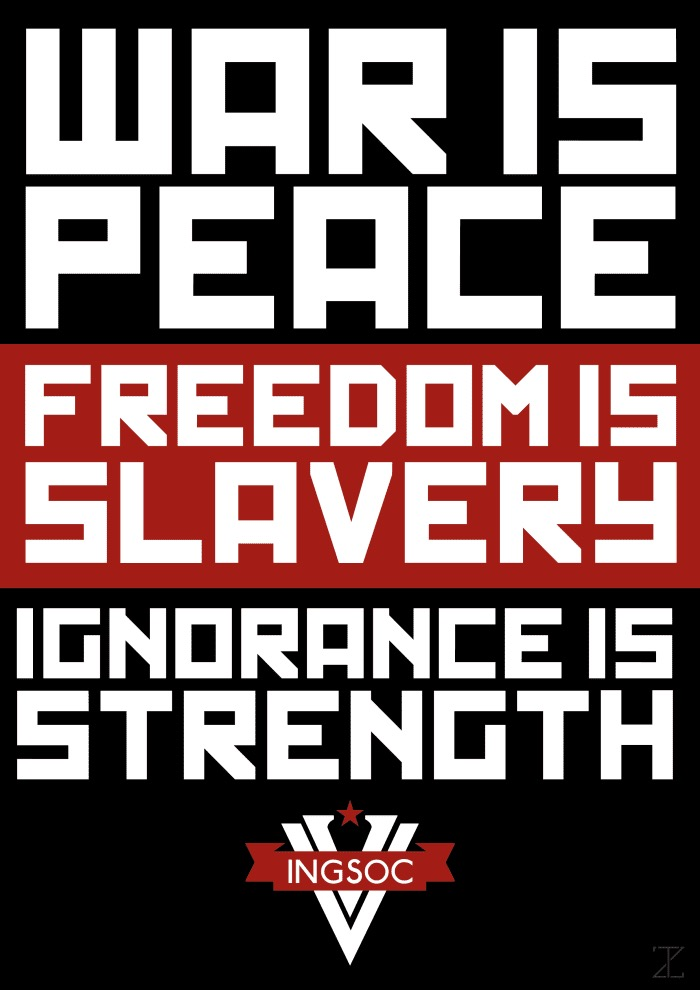 WAR IS
PEACE
FREEDOM IS
SLAVERY
IGNORANCE IS
STRENGTH
INGSOC